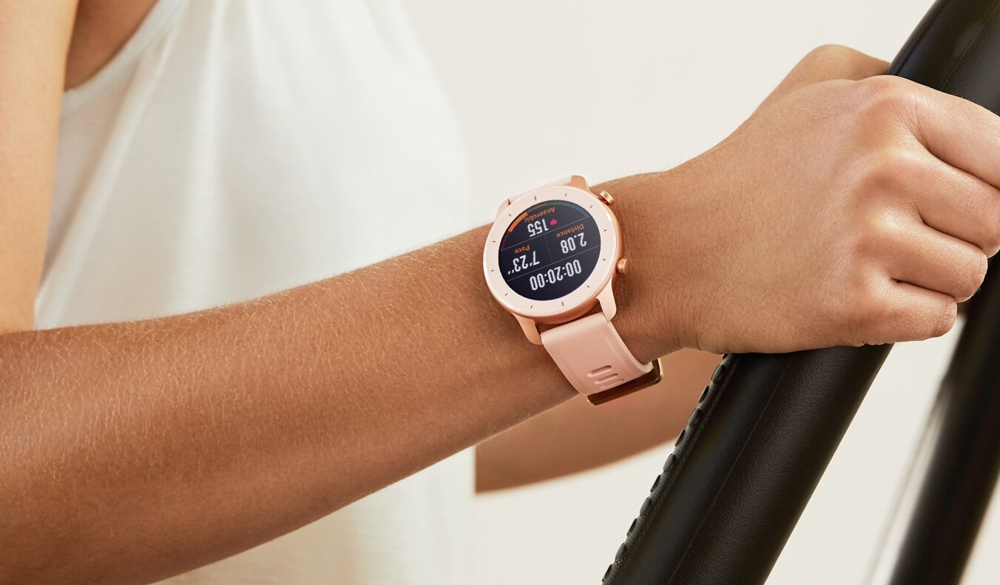 00:20:00
2.08 7'23"
Distance Pace
155
Anaerobic